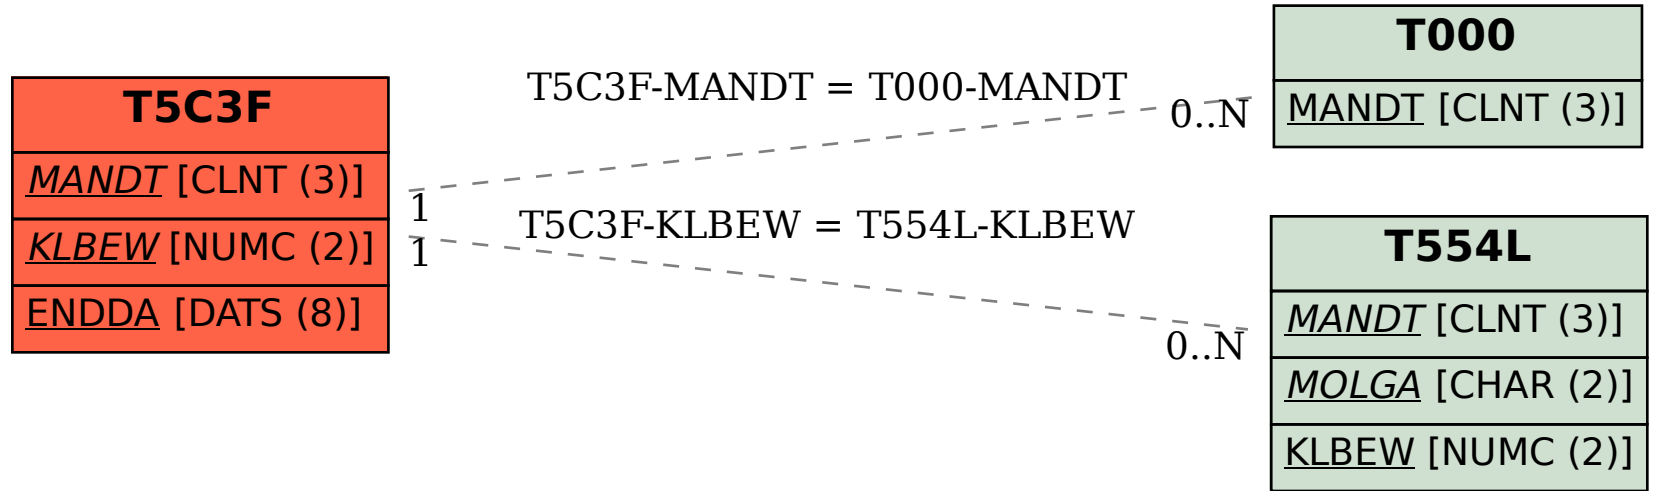 T5C3F
MANDT [CLNT (3)]
KLBEW [NUMC (2)]
ENDDA [DATS (8)]
T5C3F-MANDT = T000-MANDT
1
0..N
T5C3F-KLBEW = T554L-KLBEW
1
0..N
T000
MANDT [CLNT (3)]
T554L
MANDT [CLNT (3)]
MOLGA [CHAR (2)]
KLBEW [NUMC (2)]